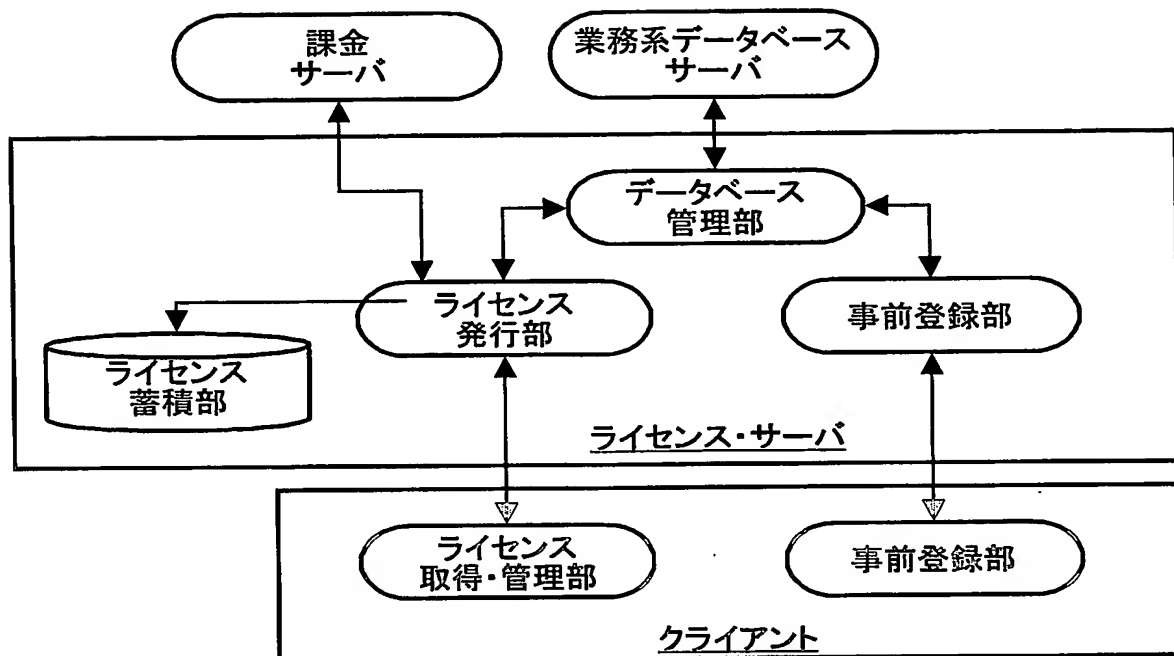 課金
サーバ
業務系データベース
サーバ
データベース
管理部
ライセンス
発行部
事前登録部
ライセンス
蓄積部
ライセンス・サーバ
ライセンス
取得・管理部
事前登録部
クライアント